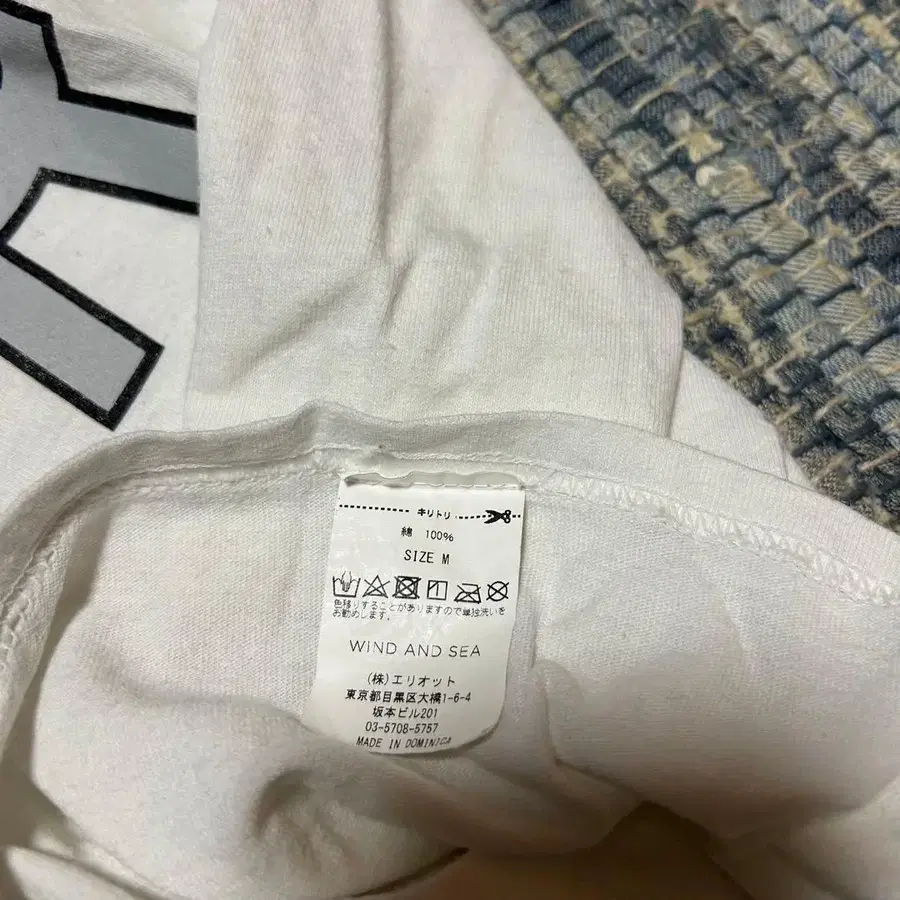 キリトリ
綿 100%
SIZE M
色移りすることがありますので単独洗いを
お勧めします。
WIND AND SEA
(株)エリオット
東京都目黒区大橋1-6-4
坂本ビル201
03-5708-5757
MADE IN DOMINICA